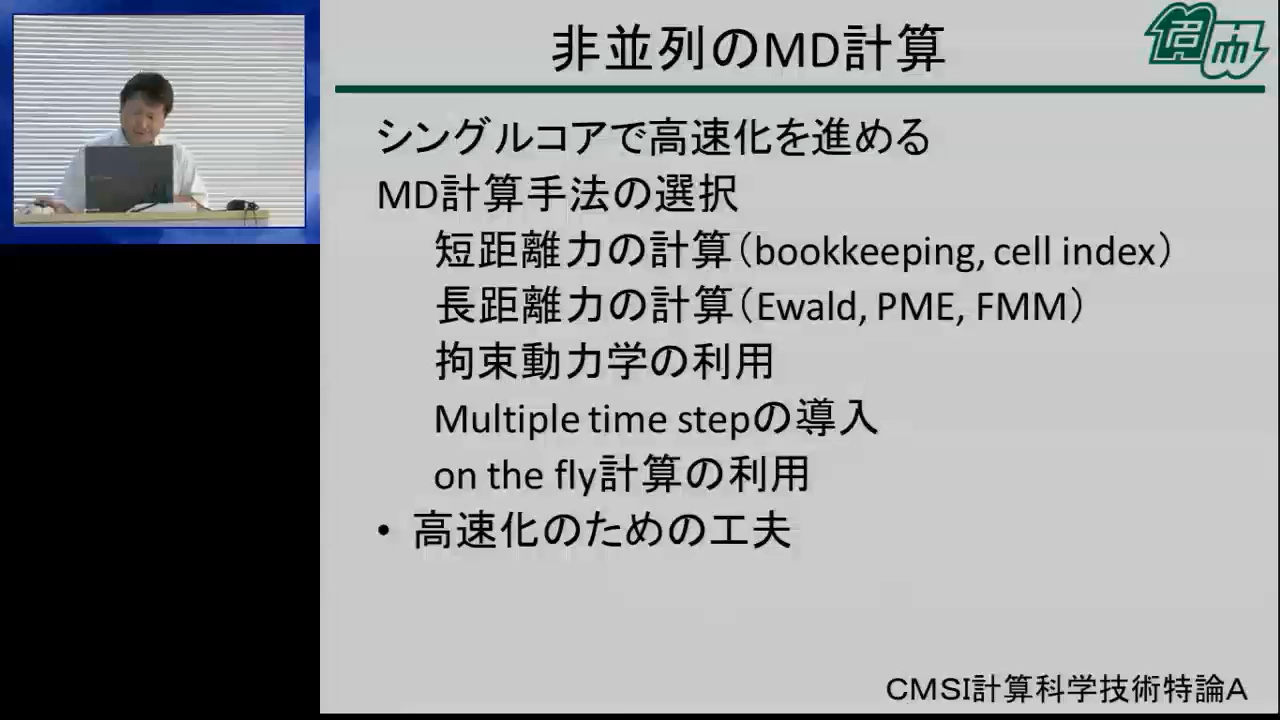 非並列のMD計算
シングルコアで高速化を進める
MD計算手法の選択
短距離力の計算（bookkeeping, cell index）
長距離力の計算（Ewald, PME, FMM）
拘束動力学の利用
Multiple time stepの導入
on the fly計算の利用
• 高速化のための工夫
CMSI計算科学技術特論A